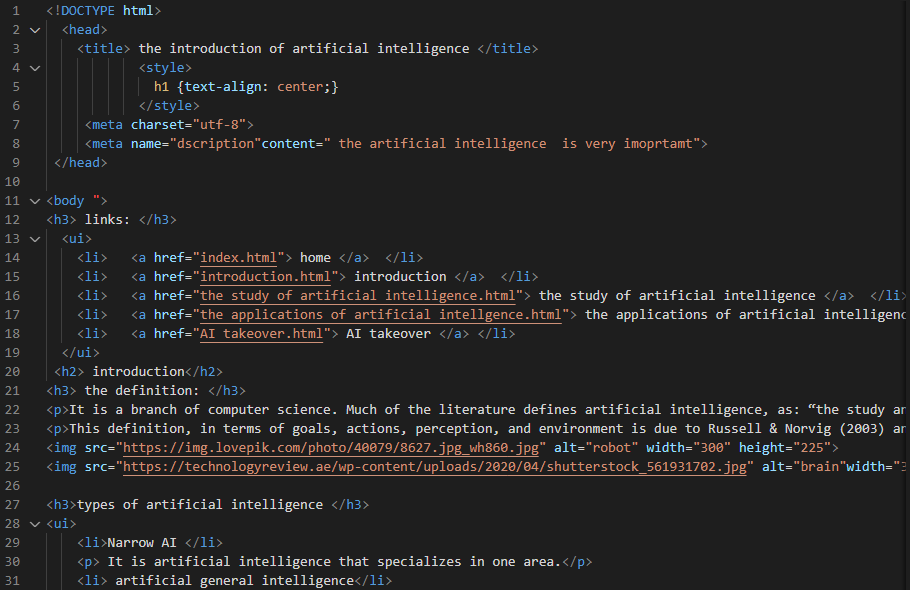 1 <!DOCTYPE html>
2 <head>
3 <title> the introduction of artificial intelligence </title>
4 <style>
5 h1 {text-align: center;}
6 </style>
7 <meta charset="utf-8">
8 <meta name="dscription"content=" the artificial intelligence  is very imoprtamt">
9 </head>
10
11 <body ">
12 <h3> links: </h3>
13 <ui>
14 <li>   <a href="index.html"> home </a>  </li>
15 <li>   <a href="introduction.html"> introduction </a>  </li>
16 <li>   <a href="the study of artificial intelligence.html"> the study of artificial intelligence </a>  </li>
17 <li>   <a href="the applications of artificial intellgence.html"> the applications of artificial
18 <li>   <a href="AI takeover.html"> AI takeover </a> </li>
19 </ui>
20 <h2> introduction</h2>
21 <h3> the definition: </h3>
22 <p>It is a branch of computer science. Much of the literature defines artificial intelligence, as: “the study
23 <p>This definition, in terms of goals, actions, perception, and environment is due to Russell & Norvig (2003)
24 <img src="https://img.lovepik.com/photo/40079/8627.jpg_wh860.jpg" alt="robot" width="300" height="225">
25 <img src="https://technologyreview.ae/wp-content/uploads/2020/04/shutterstock_561931702.jpg" alt="brain"width="
26
27 <h3>types of artificial intelligence </h3>
28 <ui>
29 <li>Narrow AI </li>
30 <p> It is artificial intelligence that specializes in one area.</p>
31 <li> artificial general intelligence</li>